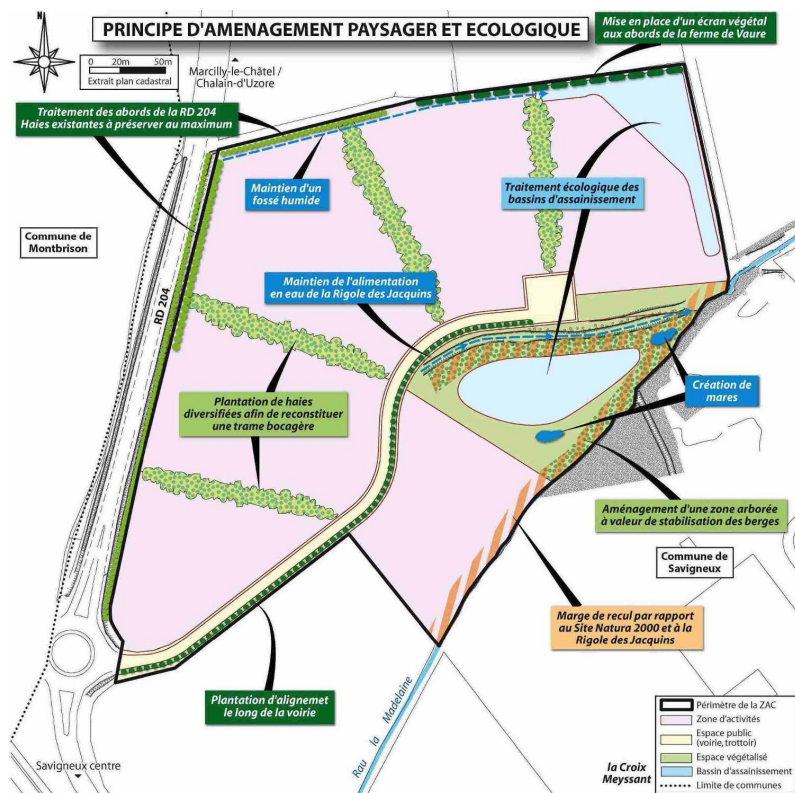 PRINCIPE D'AMENAGEMENT PAYSAGER ET ECOLOGIQUE
Mise en place d'un écran végétal
aux abords de la ferme de Vaure
N
0 20m 50m
Extrait plan cadastral
Marcilly-le-Châtel /
Chalain-d'Uzore
Traitement des abords de la RD 204
Haies existantes à préserver au maximum
Maintien d'un
fossé humide
Traitement écologique des
bassins d'assainissement
Commune de
Montbrison
Maintien de l'alimentation
en eau de la Rigole des Jacquins
RD 204
Création de
mares
Plantation de haies
diversifiées afin de reconstituer
une trame bocagère
Aménagement d'une zone arborée
à valeur de stabilisation des berges
Commune de
Savigneux
Marge de recul par rapport
au Site Natura 2000 et à la
Rigole des Jacquins
Plantation d'alignemet
le long de la voirie
Rau la Madelaine
Savigneux centre
la Croix
Meyssant
Périmètre de la ZAC
Zone d'activités
Espace public
(voirie, trottoir)
Espace végétalisé
Bassin d'assainissement
Limite de communes